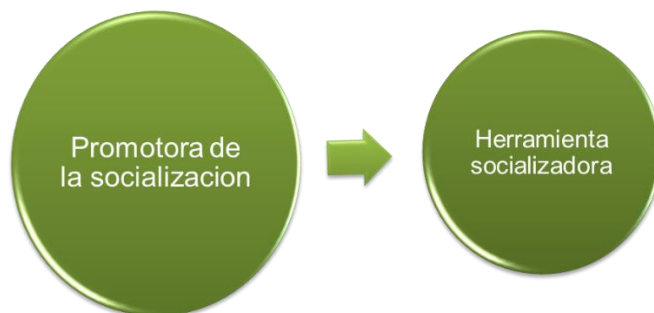 Promotora de
la socializacion
Herramienta
socializadora